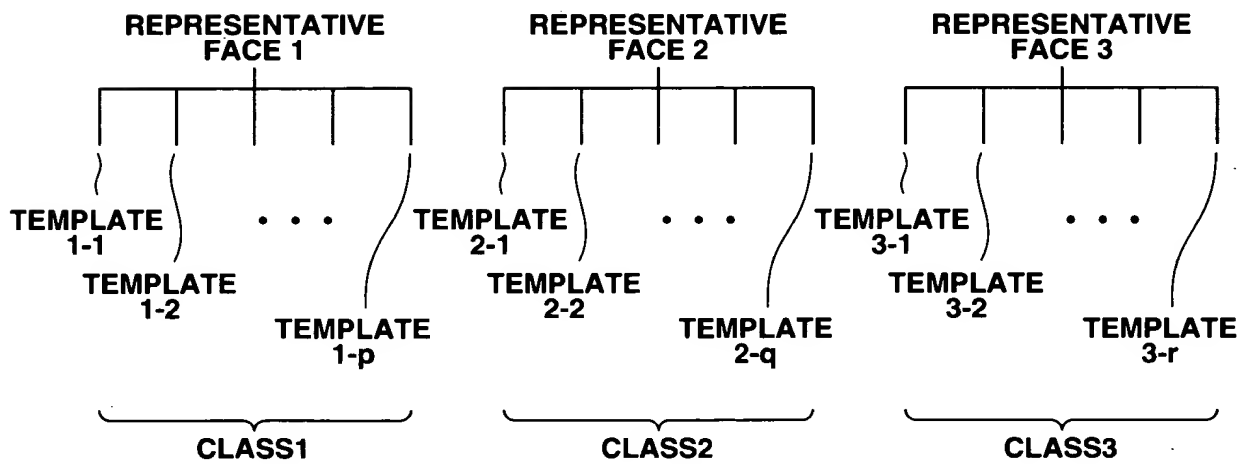 REPRESENTATIVE
FACE 1
REPRESENTATIVE
FACE 2
REPRESENTATIVE
FACE 3
TEMPLATE
1-1
TEMPLATE
1-2
• • •
TEMPLATE
1-p
TEMPLATE
2-1
TEMPLATE
2-2
• • •
TEMPLATE
2-q
TEMPLATE
3-1
TEMPLATE
3-2
• • •
TEMPLATE
3-r
CLASS1
CLASS2
CLASS3